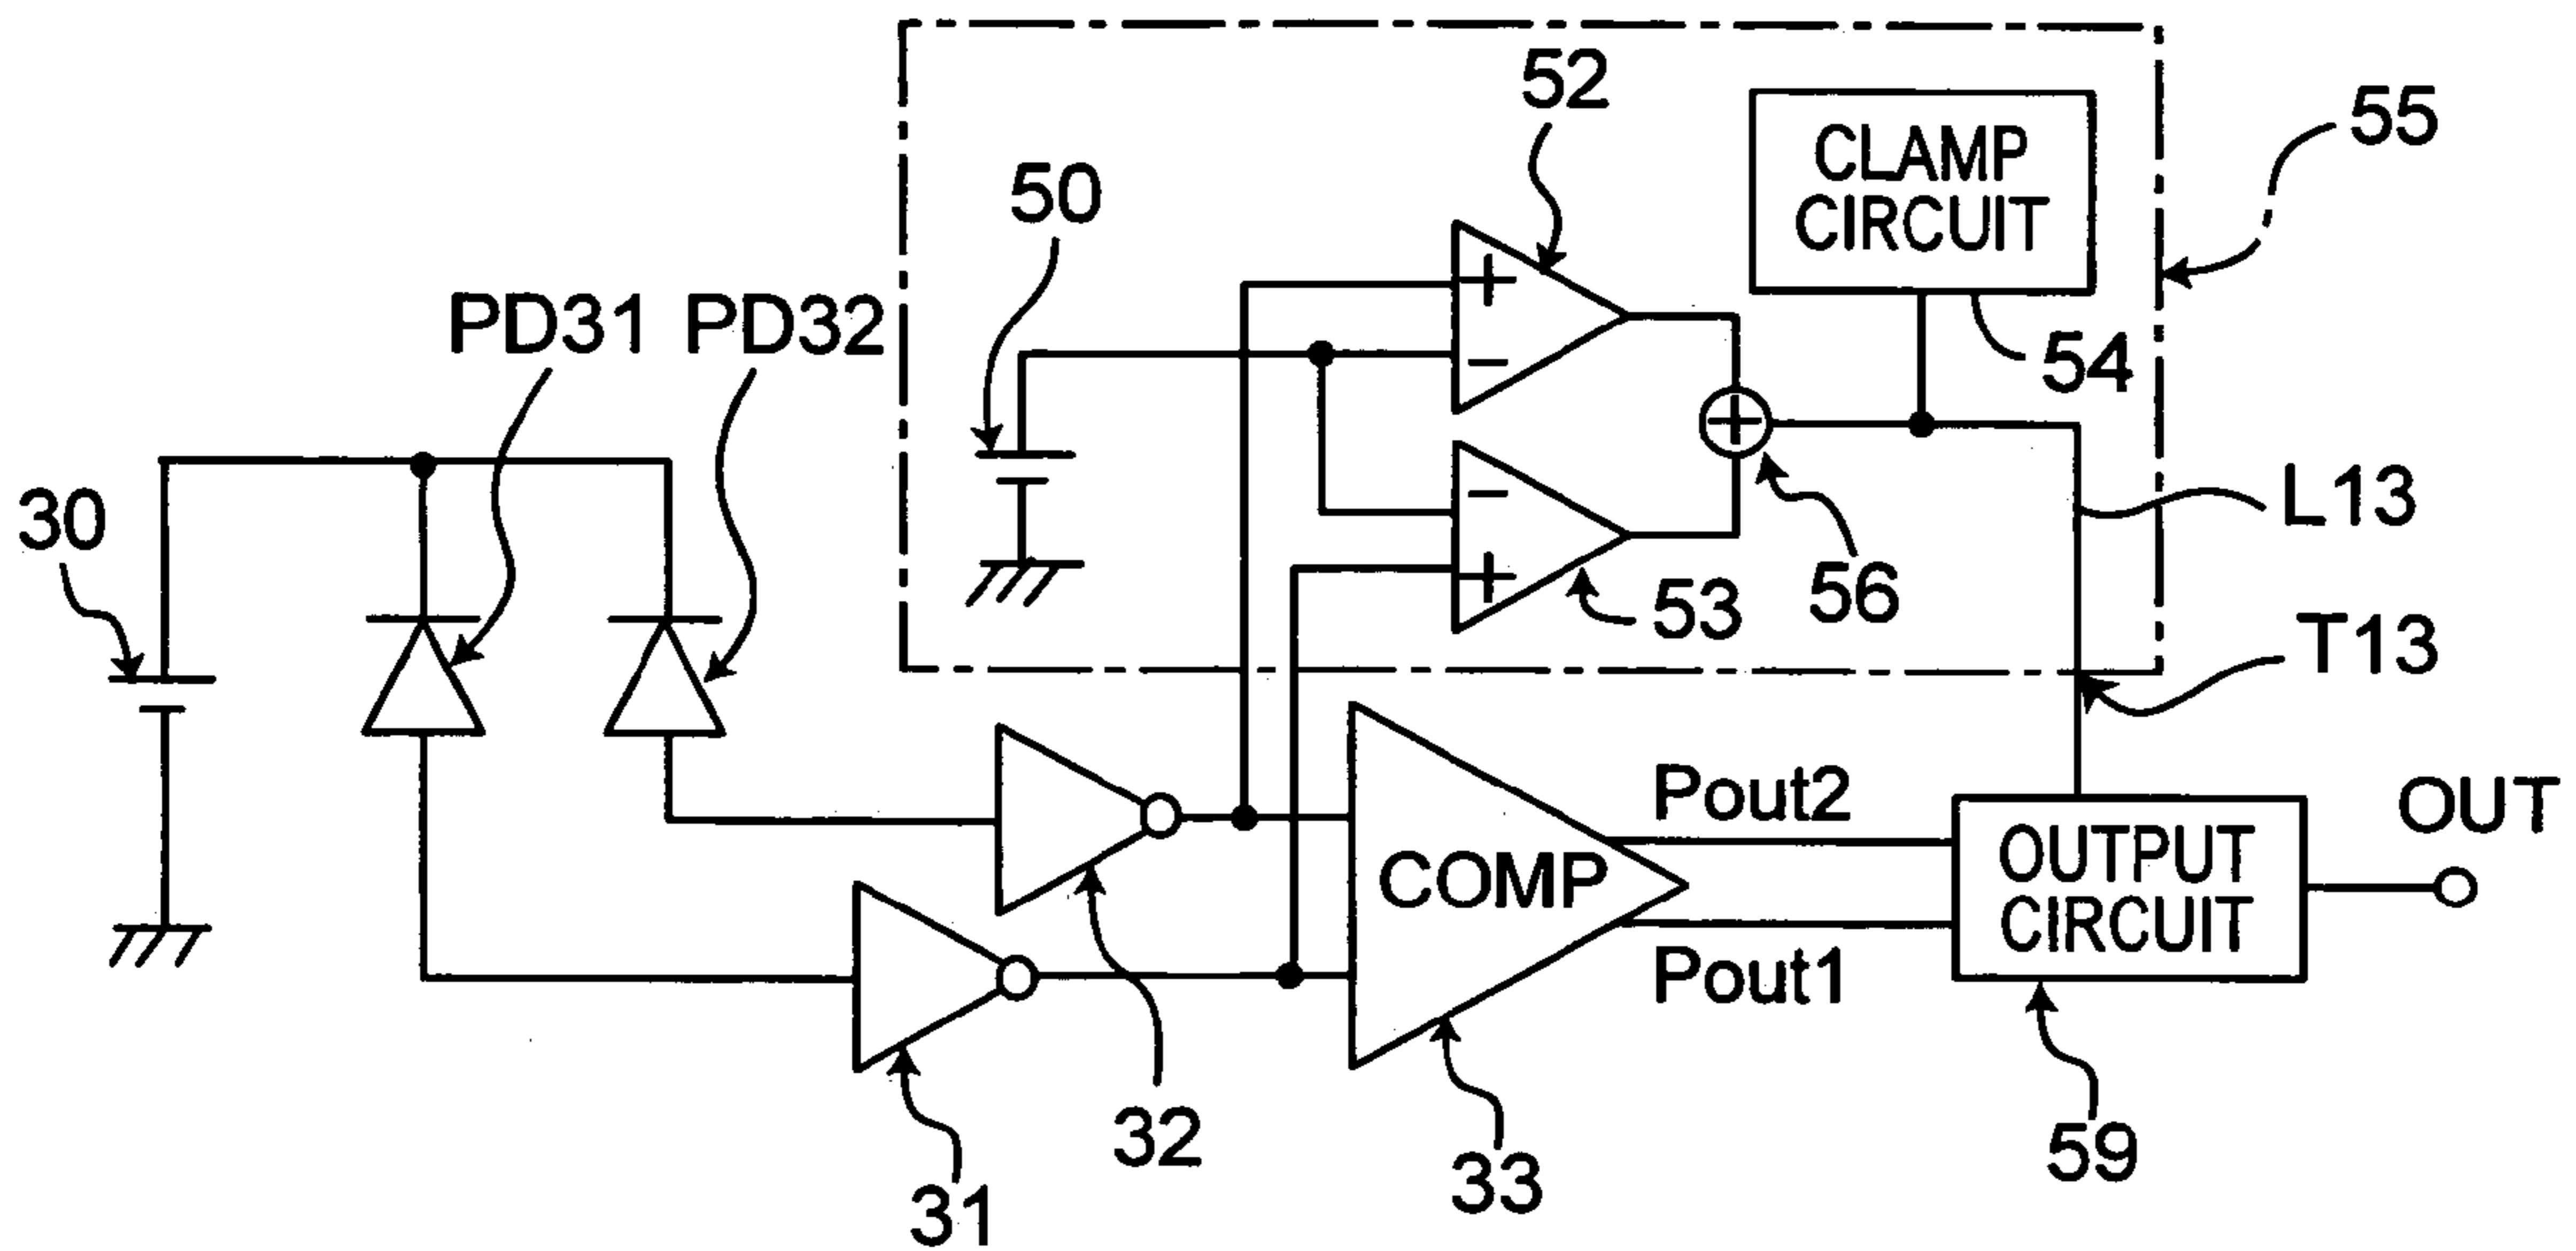 52
CLAMP
CIRCUIT
55
50
54
PD31
PD32
30
L13
56
53
T13
Pout2
OUT
COMP
OUTPUT
CIRCUIT
Pout1
32
31
33
59